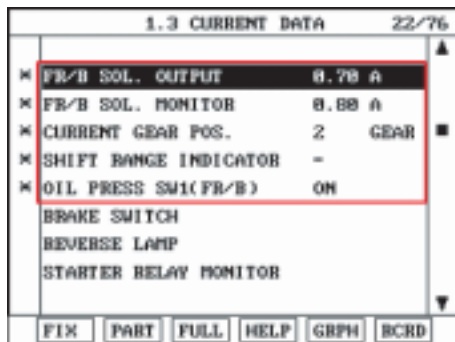 1.3 CURRENT DATA 22/76
* FR/B SOL. OUTPUT 0.70 A
* FR/B SOL. MONITOR 0.80 A
* CURRENT GEAR POS. 2 GEAR
* SHIFT RANGE INDICATOR -
* OIL PRESS SW1(FR/B) ON
BRAKE SWITCH
REVERSE LAMP
STARTER RELAY MONITOR
FIX PART FULL HELP GRPH RCRD